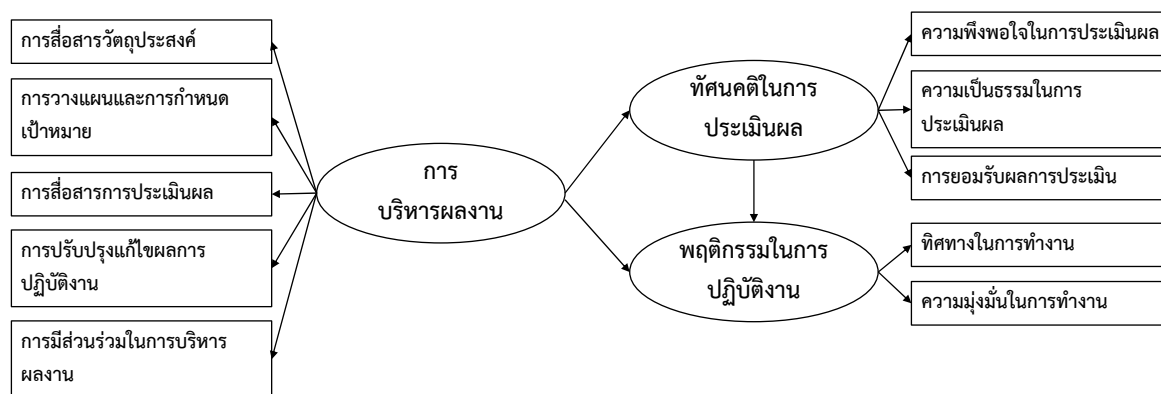 การสื่อสารวัตถุประสงค์
การวางแผนและการกำหนด
เป้าหมาย
การสื่อสารการประเมินผล
การปรับปรุงแก้ไขผลการ
ปฏิบัติงาน
การมีส่วนร่วมในการบริหาร
ผลงาน
การ
บริหารผลงาน
ทัศนคติในการ
ประเมินผล
พฤติกรรมในการ
ปฏิบัติงาน
ความพึงพอใจในการประเมินผล
ความเป็นธรรมในการ
ประเมินผล
การยอมรับผลการประเมิน
ทิศทางในการทำงาน
ความมุ่งมั่นในการทำงาน